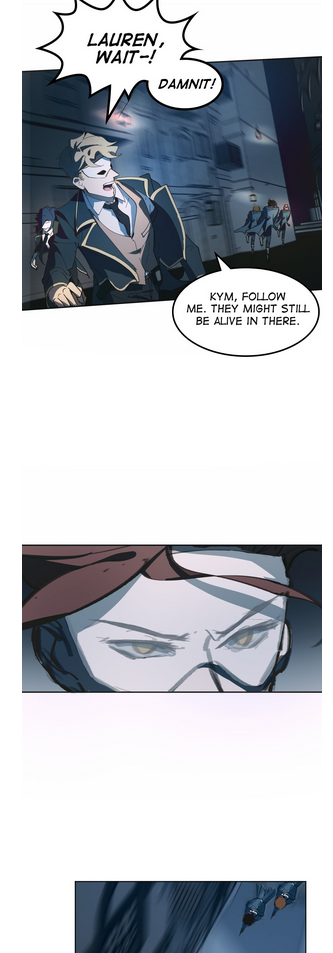 LAUREN,
WAIT-!
DAMNIT!
KYM, FOLLOW
ME. THEY MIGHT STILL
BE ALIVE IN THERE.